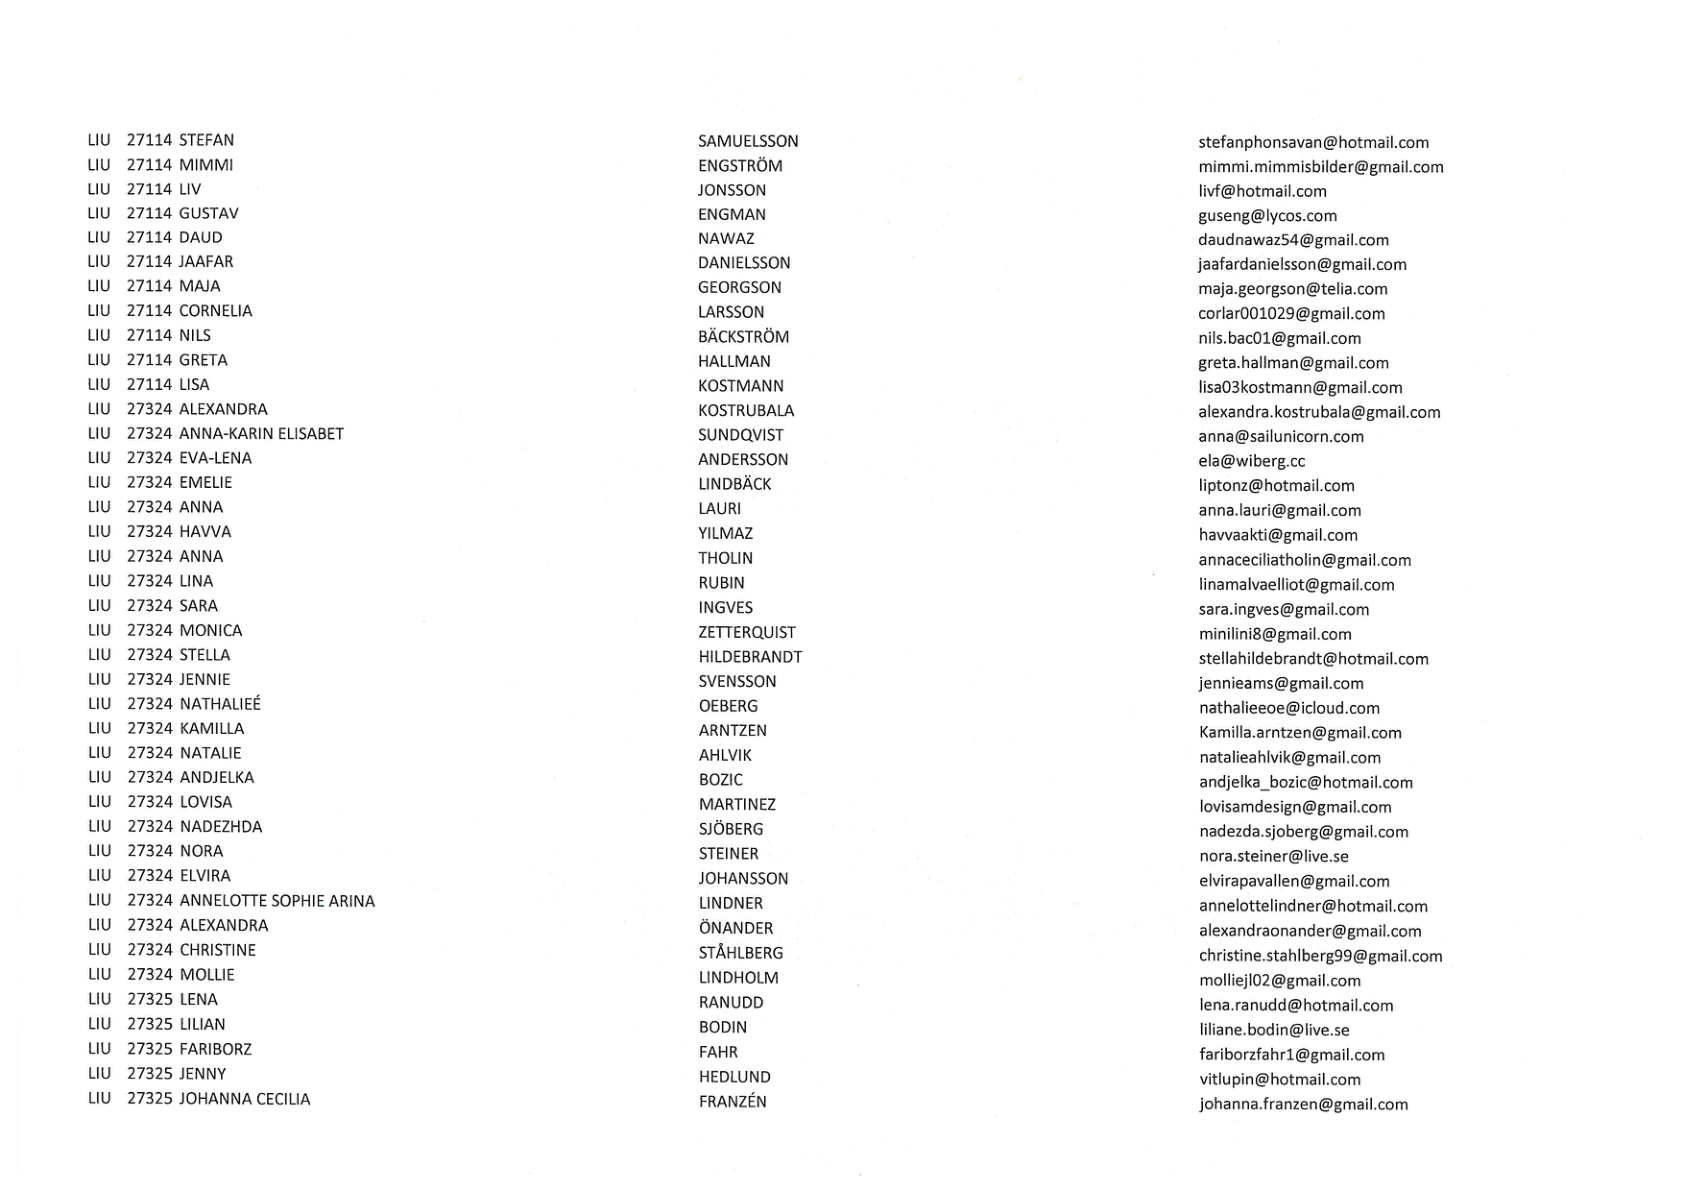 LIU 27114 STEFAN SAMUELSSON stefanphonsavan@hotmail.com
LIU 27114 MIMMI ENGSTRÖM mimmi.mimmisbilder@gmail.com
LIU 27114 LIV JONSSON livf@hotmail.com
LIU 27114 GUSTAV ENGMAN guseng@lycos.com
LIU 27114 DAUD NAWAZ daudnawaz54@gmail.com
LIU 27114 JAAFAR DANIELSSON jaafardanielsson@gmail.com
LIU 27114 MAJA GEORGSON maja.georgson@telia.com
LIU 27114 CORNELIA LARSSON corlar001029@gmail.com
LIU 27114 NILS BÄCKSTRÖM nils.bac01@gmail.com
LIU 27114 GRETA HALLMAN greta.hallman@gmail.com
LIU 27114 LISA KOSTMANN lisa03kostmann@gmail.com
LIU 27324 ALEXANDRA KOSTRUBALA alexandra.kostrubala@gmail.com
LIU 27324 ANNA-KARIN ELISABET SUNDQVIST anna@sailunicorn.com
LIU 27324 EVA-LENA ANDERSSON ela@wiberg.cc
LIU 27324 EMELIE LINDBÄCK liptonz@hotmail.com
LIU 27324 ANNA LAURI anna.lauri@gmail.com
LIU 27324 HAVVA YILMAZ havvaakti@gmail.com
LIU 27324 ANNA THOLIN annaceciliatholin@gmail.com
LIU 27324 LINA RUBIN linamalvaelliot@gmail.com
LIU 27324 SARA INGVES sara.ingves@gmail.com
LIU 27324 MONICA ZETTERQUIST minilini8@gmail.com
LIU 27324 STELLA HILDEBRANDT stellahildebrandt@hotmail.com
LIU 27324 JENNIE SVENSSON jennieams@gmail.com
LIU 27324 NATHALIEÉ OEBERG nathalieeoe@icloud.com
LIU 27324 KAMILLA ARNTZEN Kamilla.arntzen@gmail.com
LIU 27324 NATALIE AHLVIK natalieahlvik@gmail.com
LIU 27324 ANDJELKA BOZIC andjelka_bozic@hotmail.com
LIU 27324 LOVISA MARTINEZ lovisamdesign@gmail.com
LIU 27324 NADEZHDA SJÖBERG nadezda.sjoberg@gmail.com
LIU 27324 NORA STEINER nora.steiner@live.se
LIU 27324 ELVIRA JOHANSSON elvirapavallen@gmail.com
LIU 27324 ANNELOTTE SOPHIE ARINA LINDNER annelottelindner@hotmail.com
LIU 27324 ALEXANDRA ÖNANDER alexandraonander@gmail.com
LIU 27324 CHRISTINE STÅHLBERG christine.stahlberg99@gmail.com
LIU 27324 MOLLIE LINDHOLM molliejl02@gmail.com
LIU 27325 LENA RANUDD lena.ranudd@hotmail.com
LIU 27325 LILIAN BODIN liliane.bodin@live.se
LIU 27325 FARIBORZ FAHR fariborzfahr1@gmail.com
LIU 27325 JENNY HEDLUND vitlupin@hotmail.com
LIU 27325 JOHANNA CECILIA FRANZÉN johanna.franzen@gmail.com